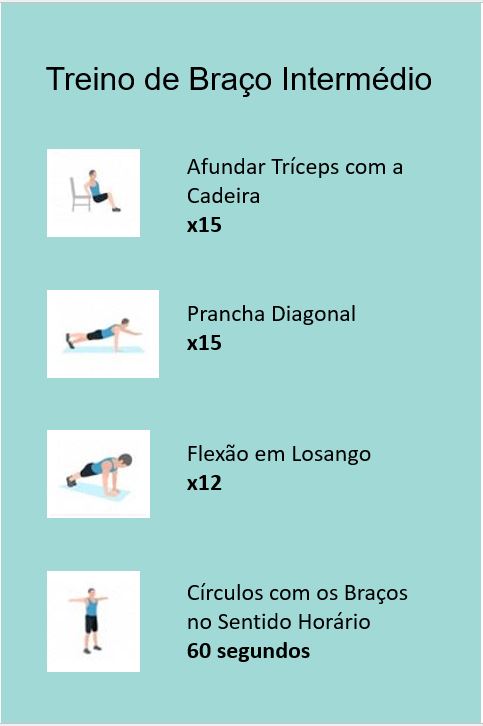 Treino de Braço Intermédio
Afundar Tríceps com a
Cadeira
x15
Prancha Diagonal
x15
Flexão em Losango
x12
Círculos com os Braços
no Sentido Horário
60 segundos